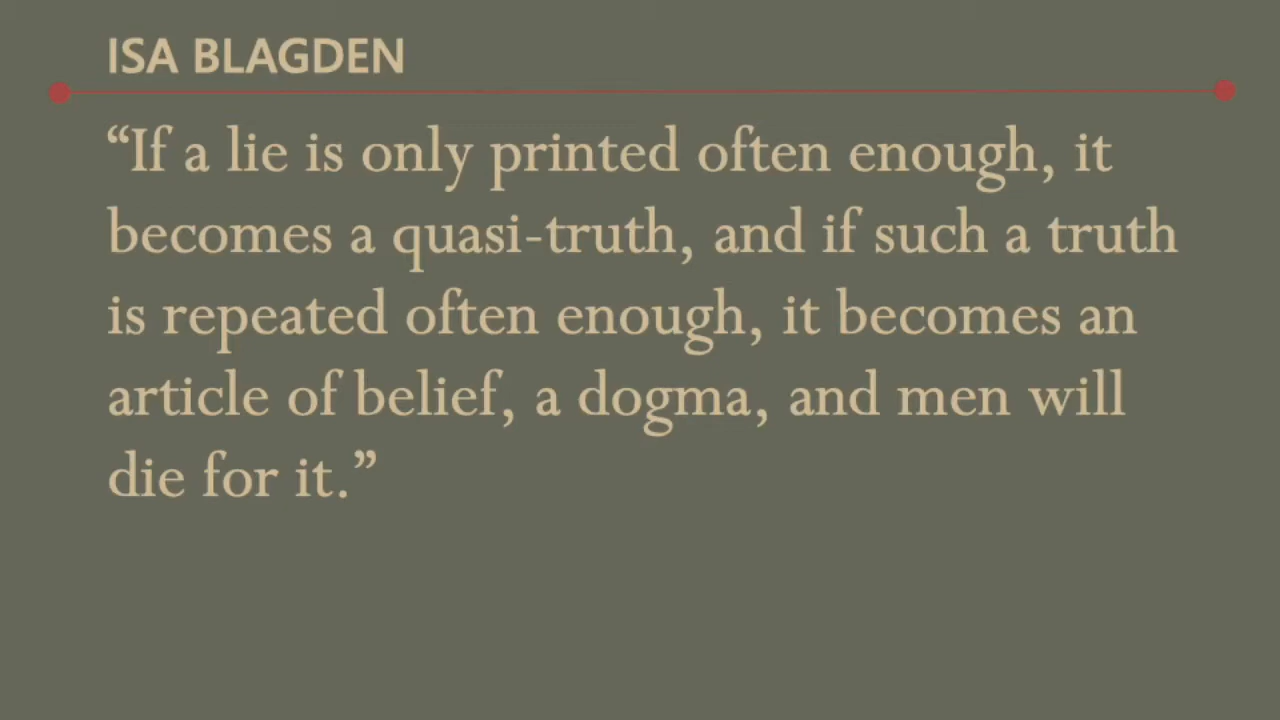 ISA BLAGDEN
“If a lie is only printed often enough, it
becomes a quasi-truth, and if such a truth
is repeated often enough, it becomes an
article of belief, a dogma, and men will
die for it.”